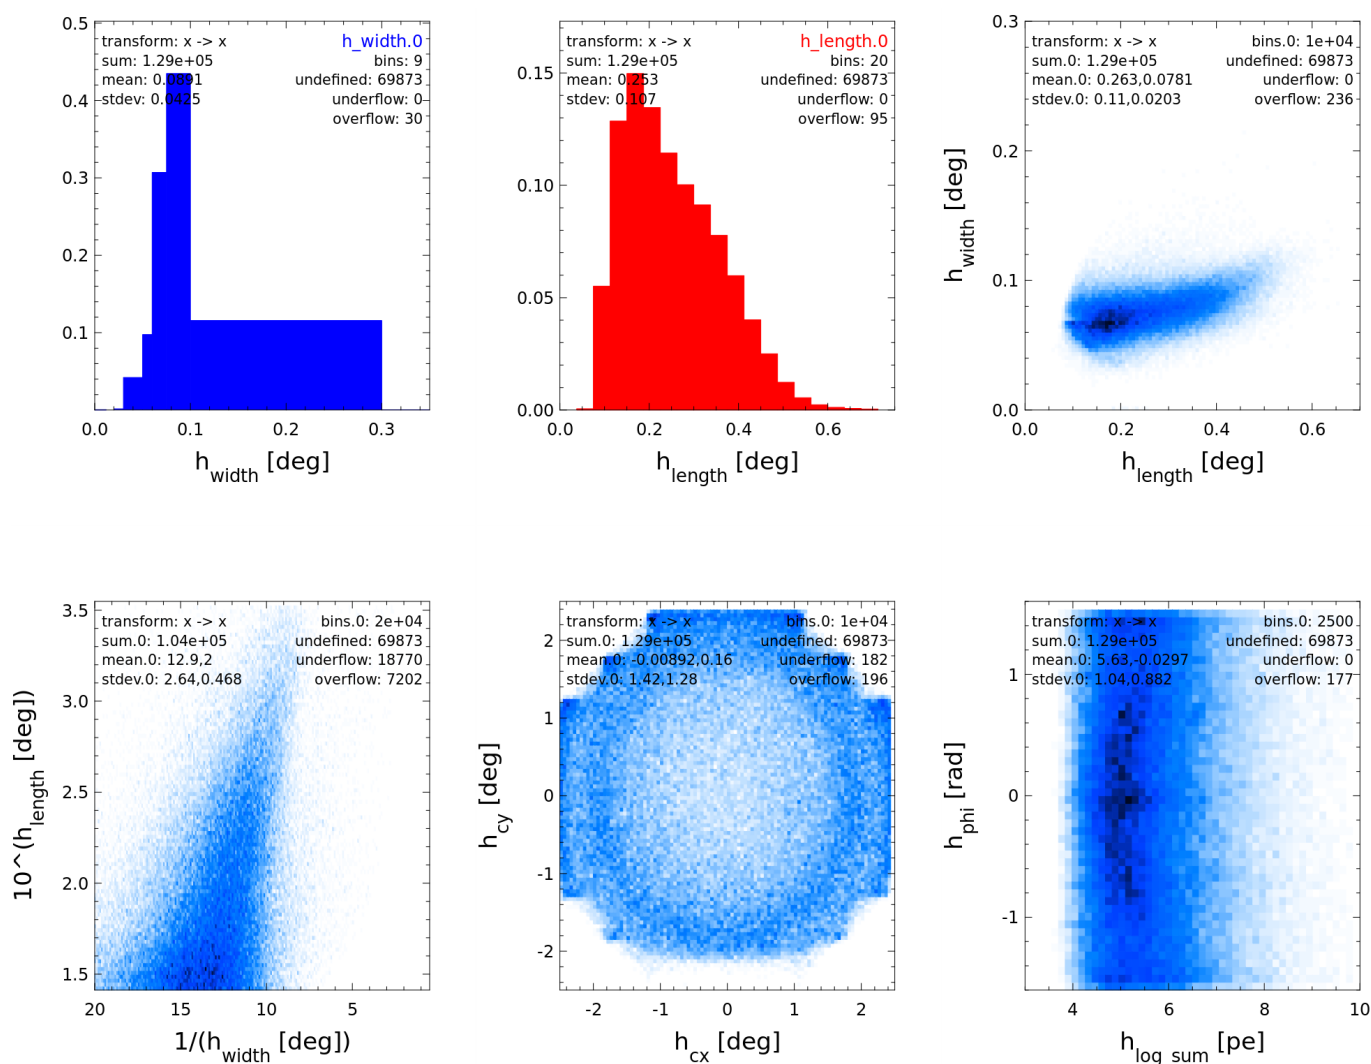 0.5
0.4
0.3
0.2
0.1
transform: x -> x
h_width.0
sum: 1.29e+05
bins: 9
mean: 0.0891
undefined: 69873
stdev: 0.0425
underflow: 0
overflow: 30
0.0 0.1 0.2 0.3
h_width [deg]
0.15
0.10
0.05
0.00
transform: x -> x
h_length.0
sum: 1.29e+05
bins: 20
mean: 0.253
undefined: 69873
stdev: 0.107
underflow: 0
overflow: 95
0.0 0.2 0.4 0.6
h_length [deg]
0.3
0.2
0.1
0.0
h_width [deg]
transform: x -> x
bins.0: 1e+04
sum.0: 1.29e+05
undefined: 69873
mean.0: 0.263,0.0781
underflow: 0
stdev.0: 0.11,0.0203
overflow: 236
0.0 0.2 0.4 0.6
h_length [deg]
3.5
3.0
2.5
2.0
1.5
10^(h_length [deg])
transform: x -> x
bins.0: 2e+04
sum.0: 1.04e+05
undefined: 69873
mean.0: 12.9,2
underflow: 18770
stdev.0: 2.64,0.468
overflow: 7202
20 15 10 5
1/(h_width [deg])
2
1
0
-1
-2
h_cy [deg]
transform: x -> x
bins.0: 1e+04
sum.0: 1.29e+05
undefined: 69873
mean.0: -0.00892,0.16
underflow: 182
stdev.0: 1.42,1.28
overflow: 196
-2 -1 0 1 2
h_cx [deg]
1
0
-1
h_phi [rad]
transform: x -> x
bins.0: 2500
sum.0: 1.29e+05
undefined: 69873
mean.0: 5.63,-0.0297
underflow: 0
stdev.0: 1.04,0.882
overflow: 177
4 6 8 10
h_log_sum [pe]